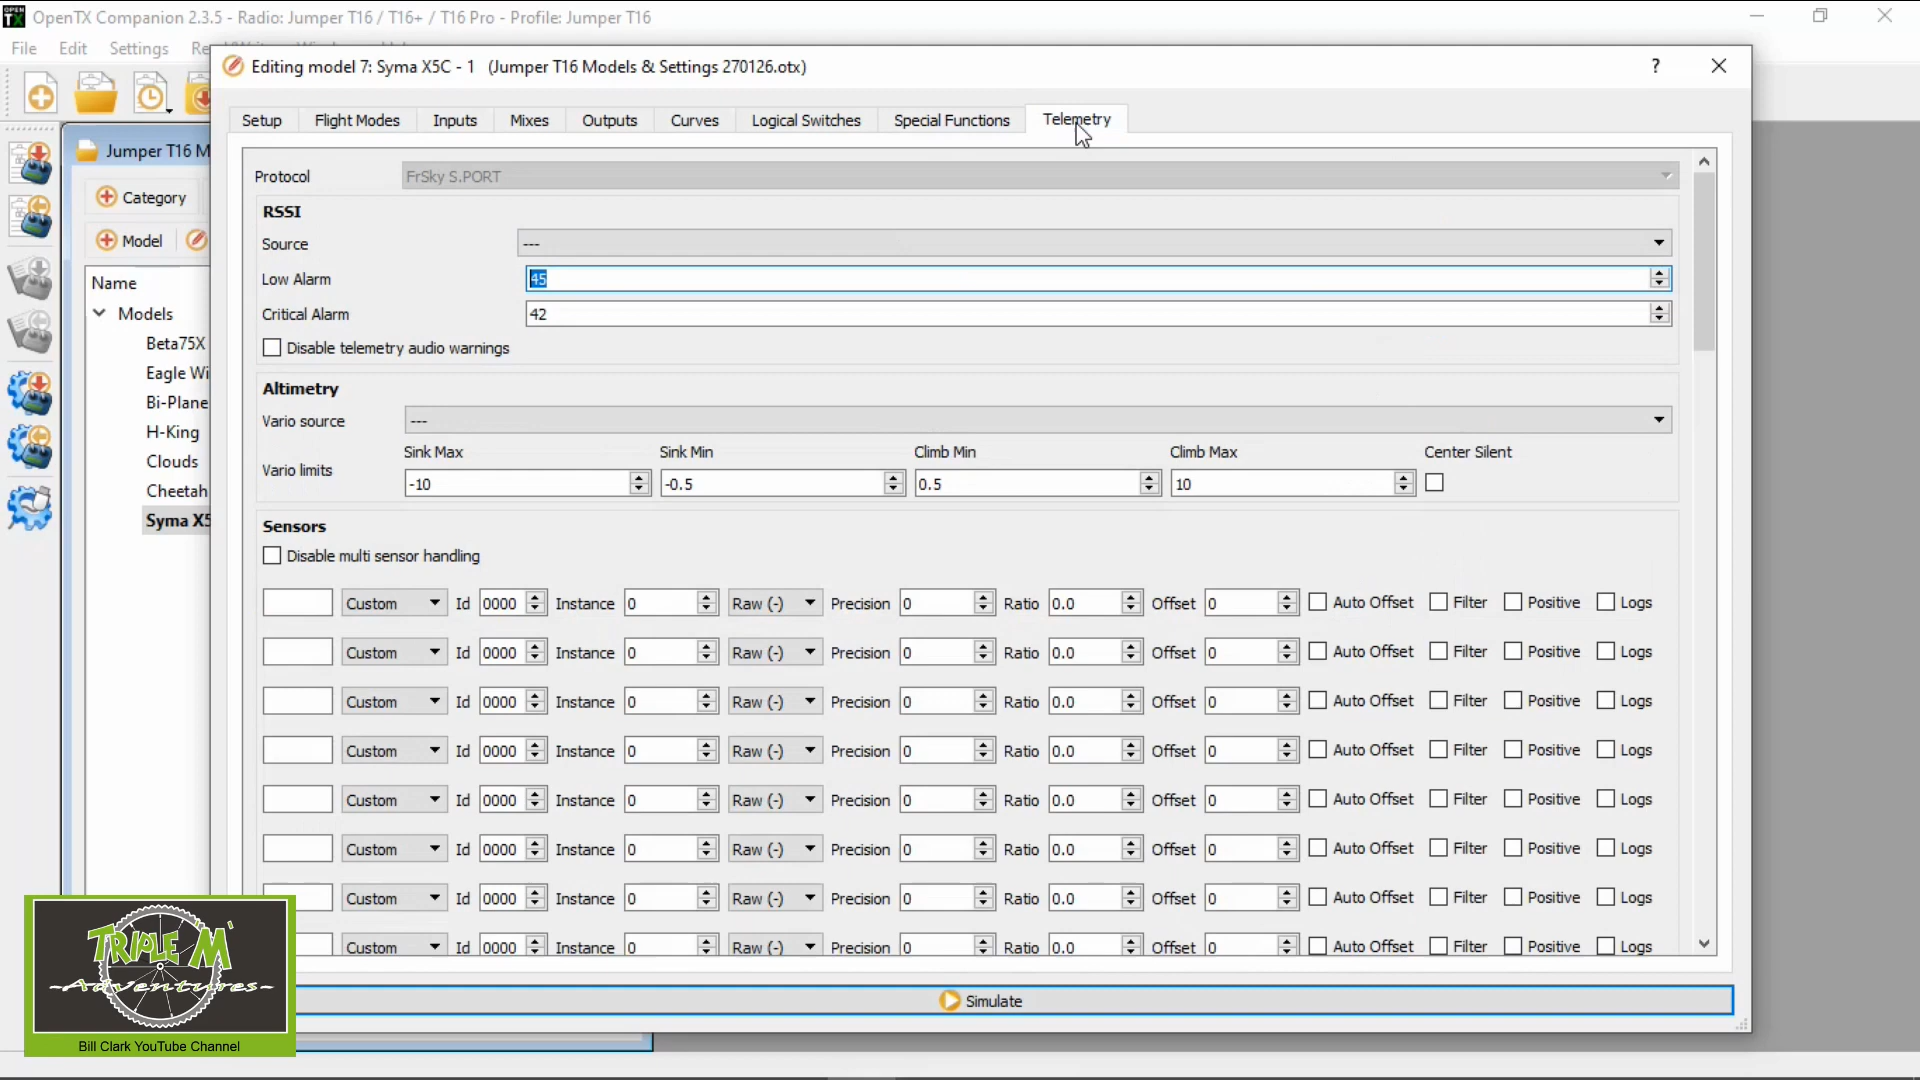 OpenTX Companion 2.3.5 - Radio: Jumper T16 / T16+ / T16 Pro - Profile: Jumper T16
File Edit Settings
Editing model 7: Syma X5C - 1 (Jumper T16 Models & Settings 270126.otx) ?
Setup Flight Modes Inputs Mixes Outputs Curves Logical Switches Special Functions Telemetry
Jumper T16 M
Category
Model
Name
Models
Beta75X
Eagle Wi
Bi-Plane
H-King
Clouds
Cheetah
Syma X5
Protocol FrSky S.PORT
RSSI
Source ---
Low Alarm 45
Critical Alarm 42
Disable telemetry audio warnings
Altimetry
Vario source ---
Sink Max Sink Min Climb Min Climb Max Center Silent
Vario limits -10 -0.5 0.5 10
Sensors
Disable multi sensor handling
Custom Id 0000 Instance 0 Raw (-) Precision 0 Ratio 0.0 Offset 0 Auto Offset Filter Positive Logs
Custom Id 0000 Instance 0 Raw (-) Precision 0 Ratio 0.0 Offset 0 Auto Offset Filter Positive Logs
Custom Id 0000 Instance 0 Raw (-) Precision 0 Ratio 0.0 Offset 0 Auto Offset Filter Positive Logs
Custom Id 0000 Instance 0 Raw (-) Precision 0 Ratio 0.0 Offset 0 Auto Offset Filter Positive Logs
Custom Id 0000 Instance 0 Raw (-) Precision 0 Ratio 0.0 Offset 0 Auto Offset Filter Positive Logs
Custom Id 0000 Instance 0 Raw (-) Precision 0 Ratio 0.0 Offset 0 Auto Offset Filter Positive Logs
Custom Id 0000 Instance 0 Raw (-) Precision 0 Ratio 0.0 Offset 0 Auto Offset Filter Positive Logs
Custom Id 0000 Instance 0 Raw (-) Precision 0 Ratio 0.0 Offset 0 Auto Offset Filter Positive Logs
Simulate
TRIPLE M
-Adventures-
Bill Clark YouTube Channel